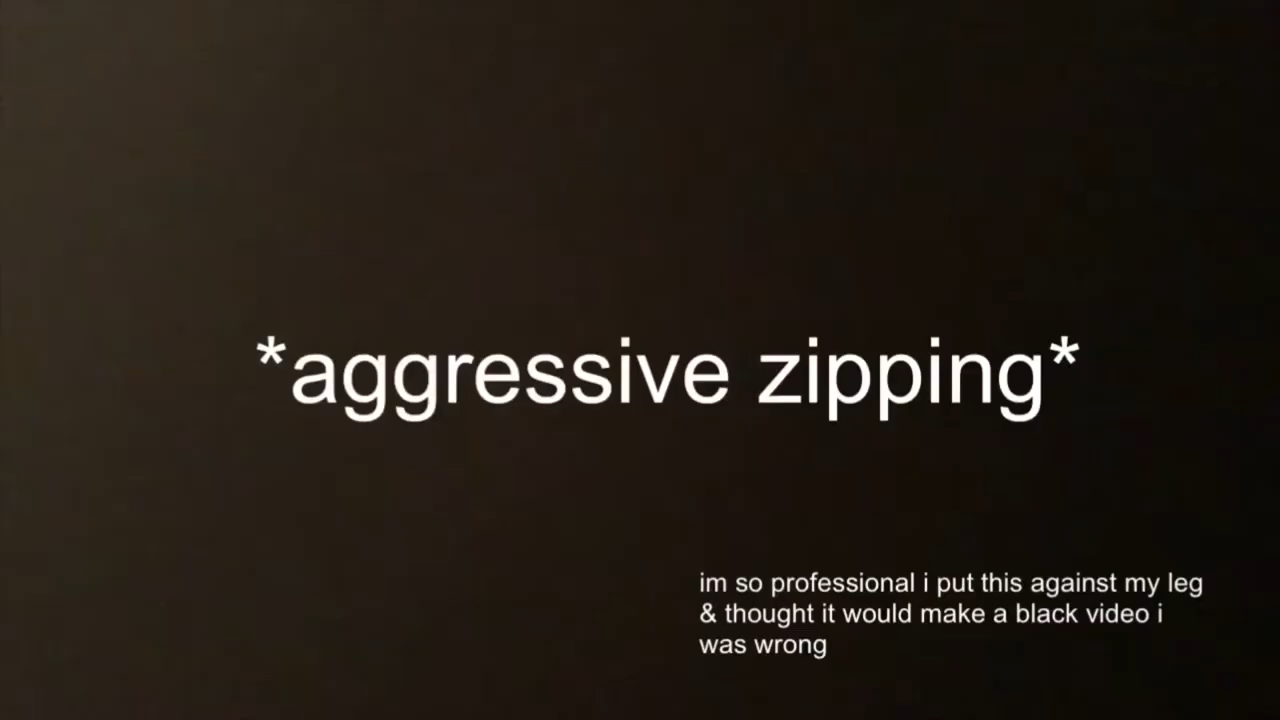 *aggressive zipping*
im so professional i put this against my leg
& thought it would make a black video i
was wrong